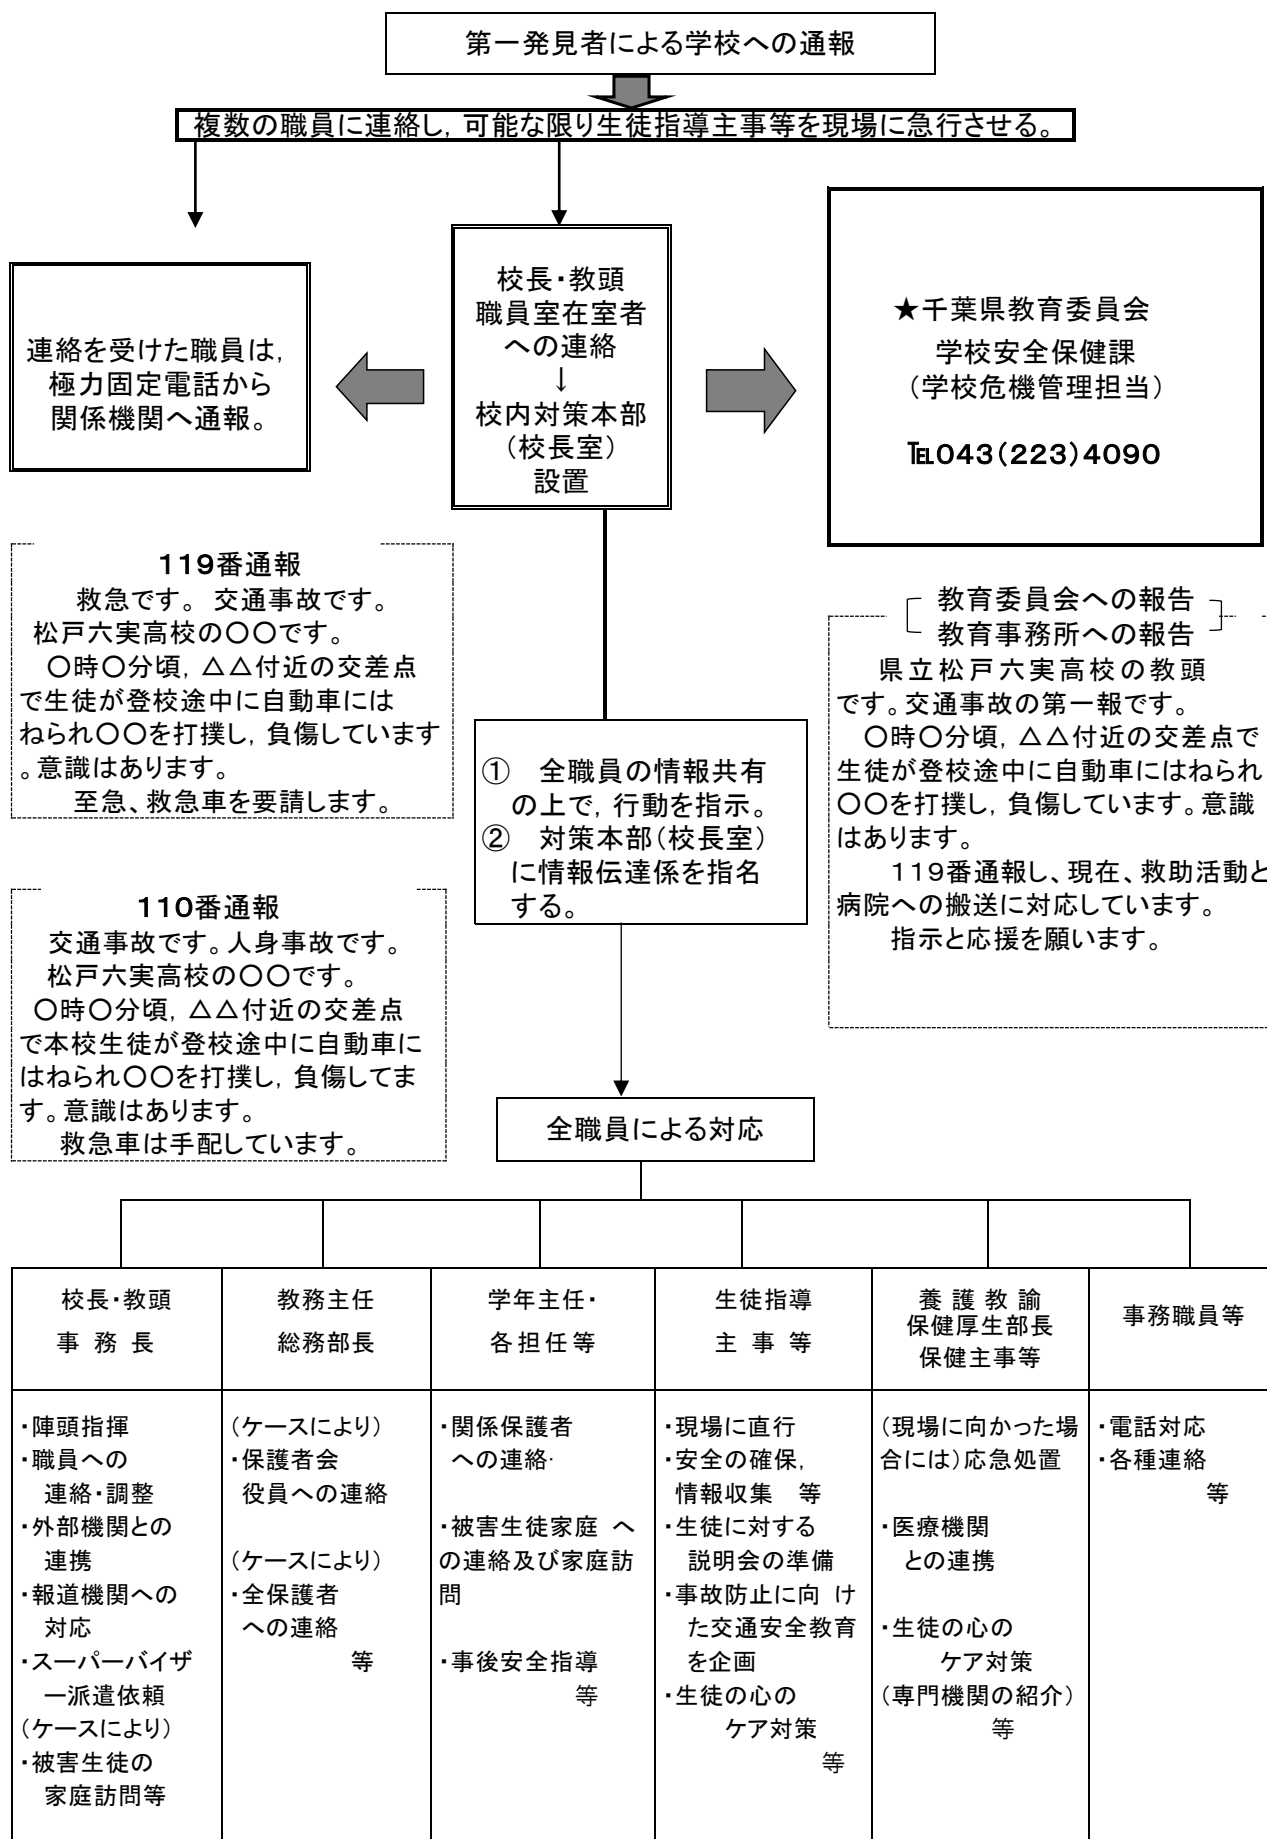 第一発見者による学校への通報
複数の職員に連絡し，可能な限り生徒指導主事等を現場に急行させる。
連絡を受けた職員は，
極力固定電話から
関係機関へ通報。
校長・教頭
職員室在室者
への連絡
↓
校内対策本部
（校長室）
設置
★千葉県教育委員会
学校安全保健課
（学校危機管理担当）
℡043(223)4090
119番通報
救急です。 交通事故です。
松戸六実高校の〇〇です。
〇時〇分頃，△△付近の交差点
で生徒が登校途中に自動車には
ねられ〇〇を打撲し，負傷しています
。意識はあります。
至急、救急車を要請します。
110番通報
交通事故です。人身事故です。
松戸六実高校の〇〇です。
〇時〇分頃，△△付近の交差点
で本校生徒が登校途中に自動車に
はねられ〇〇を打撲し，負傷してま
す。意識はあります。
救急車は手配しています。
① 全職員の情報共有
の上で，行動を指示。
② 対策本部（校長室）
に情報伝達係を指名
する。
教育委員会への報告
教育事務所への報告
県立松戸六実高校の教頭
です。交通事故の第一報です。
〇時〇分頃，△△付近の交差点で
生徒が登校途中に自動車にはねられ
〇〇を打撲し，負傷しています。意識
はあります。
119番通報し、現在、救助活動と
病院への搬送に対応しています。
指示と応援を願います。
全職員による対応
校長・教頭
事 務 長
教務主任
総務部長
学年主任・
各担任等
生徒指導
主 事 等
養 護 教 諭
保健厚生部長
保健主事等
事務職員等
・陣頭指揮
・職員への
連絡・調整
・外部機関との
連携
・報道機関への
対応
・スーパーバイザ
ー派遣依頼
（ケースにより）
・被害生徒の
家庭訪問等
（ケースにより）
・保護者会
役員への連絡
（ケースにより）
・全保護者
への連絡
等
・関係保護者
への連絡・
・被害生徒家庭 へ
の連絡及び家庭訪
問
・事後安全指導
等
・現場に直行
・安全の確保，
情報収集 等
・生徒に対する
説明会の準備
・事故防止に向 け
た交通安全教育
を企画
・生徒の心の
ケア対策
等
（現場に向かった場
合には）応急処置
・医療機関
との連携
・生徒の心の
ケア対策
（専門機関の紹介）
等
・電話対応
・各種連絡
等